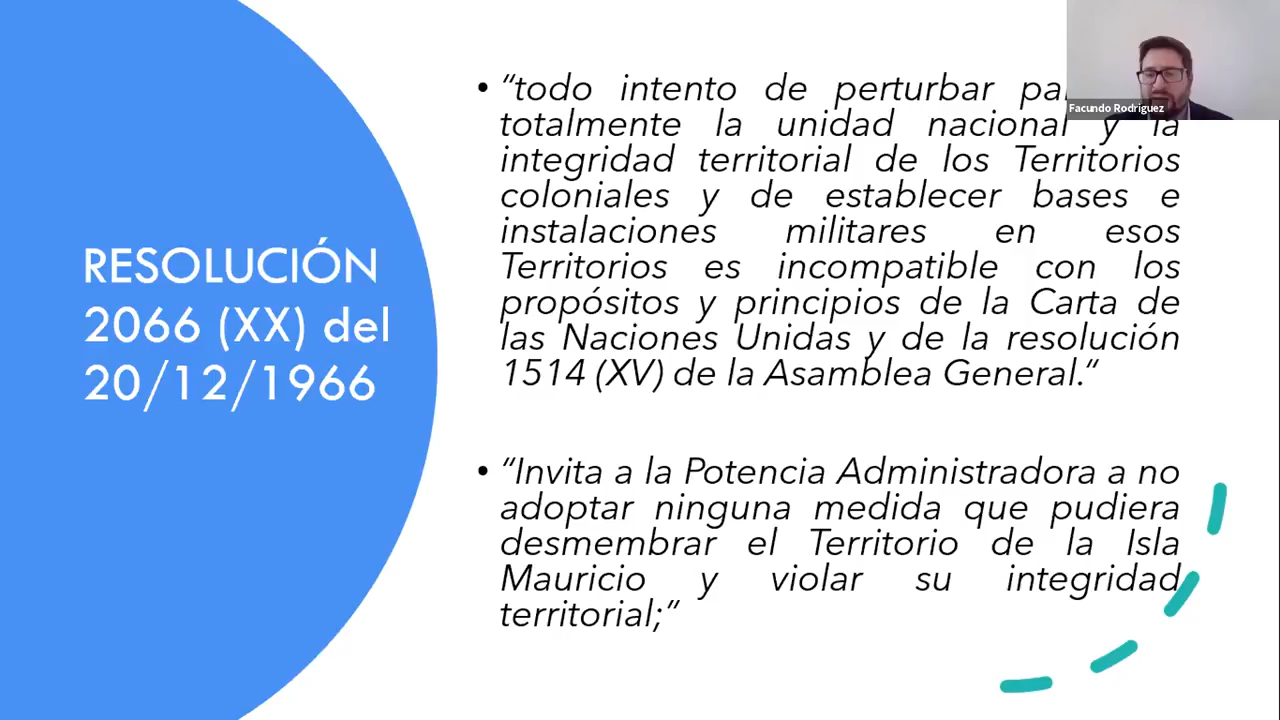 RESOLUCIÓN
2066 (XX) del
20/12/1966
• “todo intento de perturbar
totalmente la unidad nacional y la
integridad territorial de los Territorios
coloniales y de establecer bases e
instalaciones militares en esos
Territorios es incompatible con los
propósitos y principios de la Carta de
las Naciones Unidas y de la resolución
1514 (XV) de la Asamblea General.“
• “Invita a la Potencia Administradora a no
adoptar ninguna medida que pudiera
desmembrar el Territorio de la Isla
Mauricio y violar su integridad
territorial;“
Facundo Rodríguez